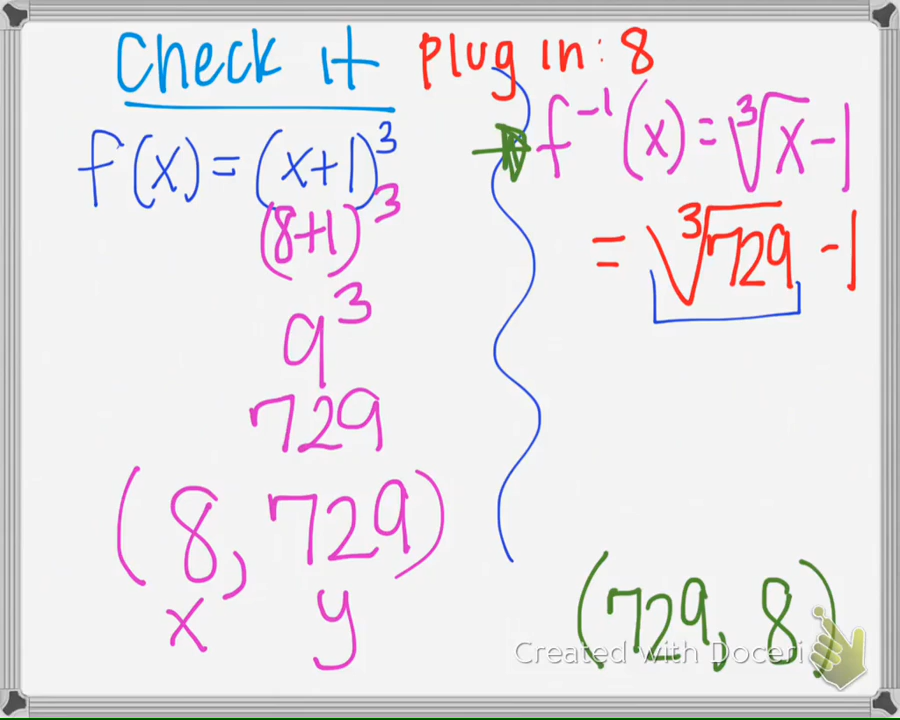 Check it plug in: 8
f(x) = (x+1)³
(8+1)³
9³
729
(8, 729)
x y
f⁻¹(x) = ∛x - 1
= ∛729 - 1
(729, 8)
Created with Doceri